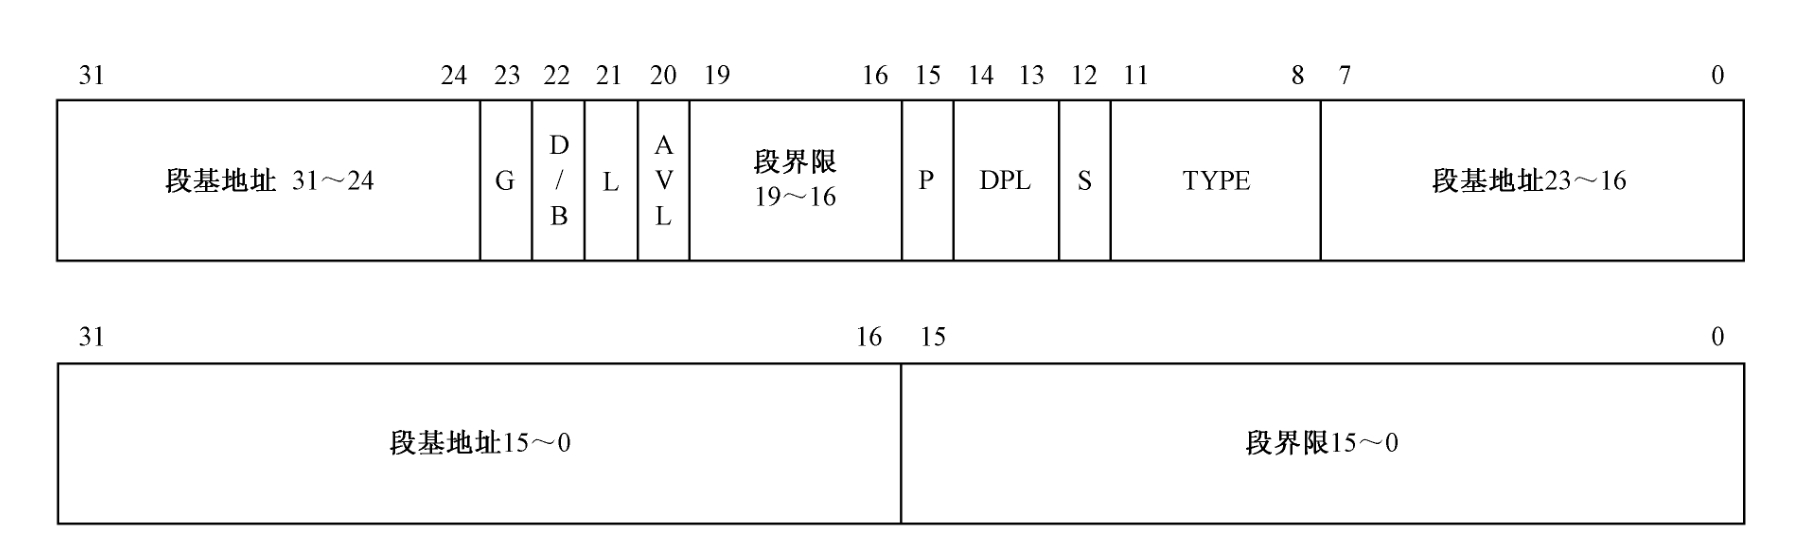 31 24 23 22 21 20 19 16 15 14 13 12 11 8 7 0
段基地址 31～24 G D/B L AVL 段界限 19～16 P DPL S TYPE 段基地址23～16
31 16 15 0
段基地址15～0 段界限15～0